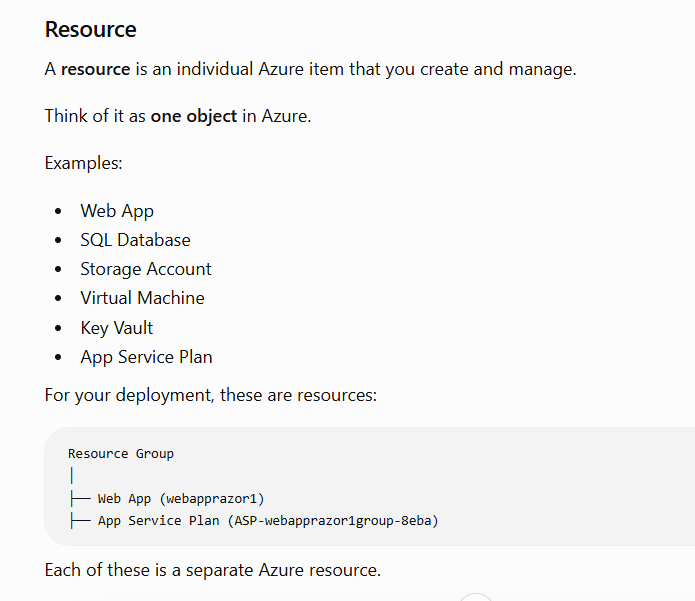 Resource
A resource is an individual Azure item that you create and manage.
Think of it as one object in Azure.
Examples:
• Web App
• SQL Database
• Storage Account
• Virtual Machine
• Key Vault
• App Service Plan
For your deployment, these are resources:
Resource Group
│
├── Web App (webapprazor1)
├── App Service Plan (ASP-webapprazor1group-8eba)
Each of these is a separate Azure resource.